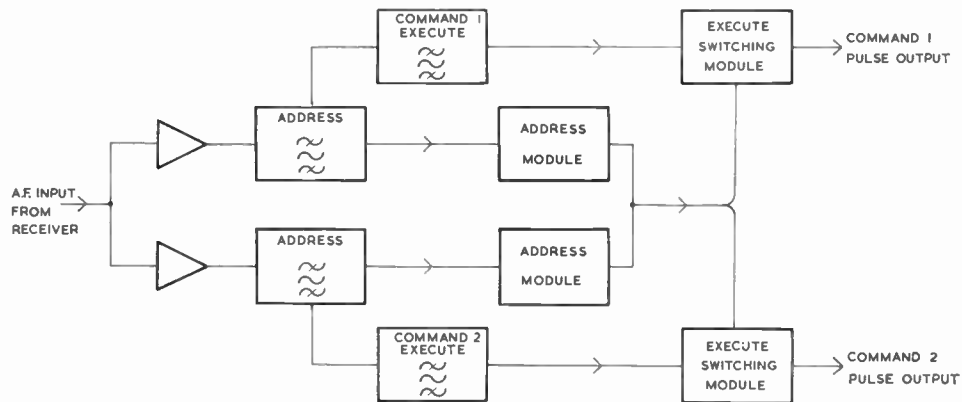 COMMAND 1
EXECUTE
EXECUTE
SWITCHING
MODULE
COMMAND 1
PULSE OUTPUT
ADDRESS
ADDRESS
MODULE
A.F. INPUT
FROM
RECEIVER
ADDRESS
ADDRESS
MODULE
COMMAND 2
EXECUTE
EXECUTE
SWITCHING
MODULE
COMMAND 2
PULSE OUTPUT